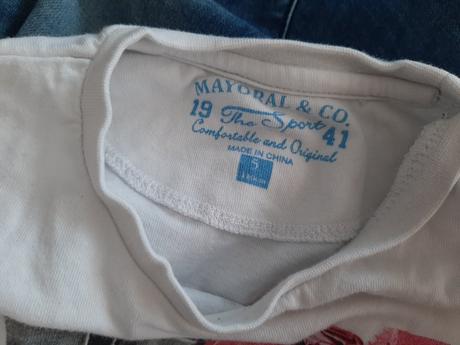 MAYORAL & CO.
19 The Sport 41
Comfortable and Original
MADE IN CHINA
5